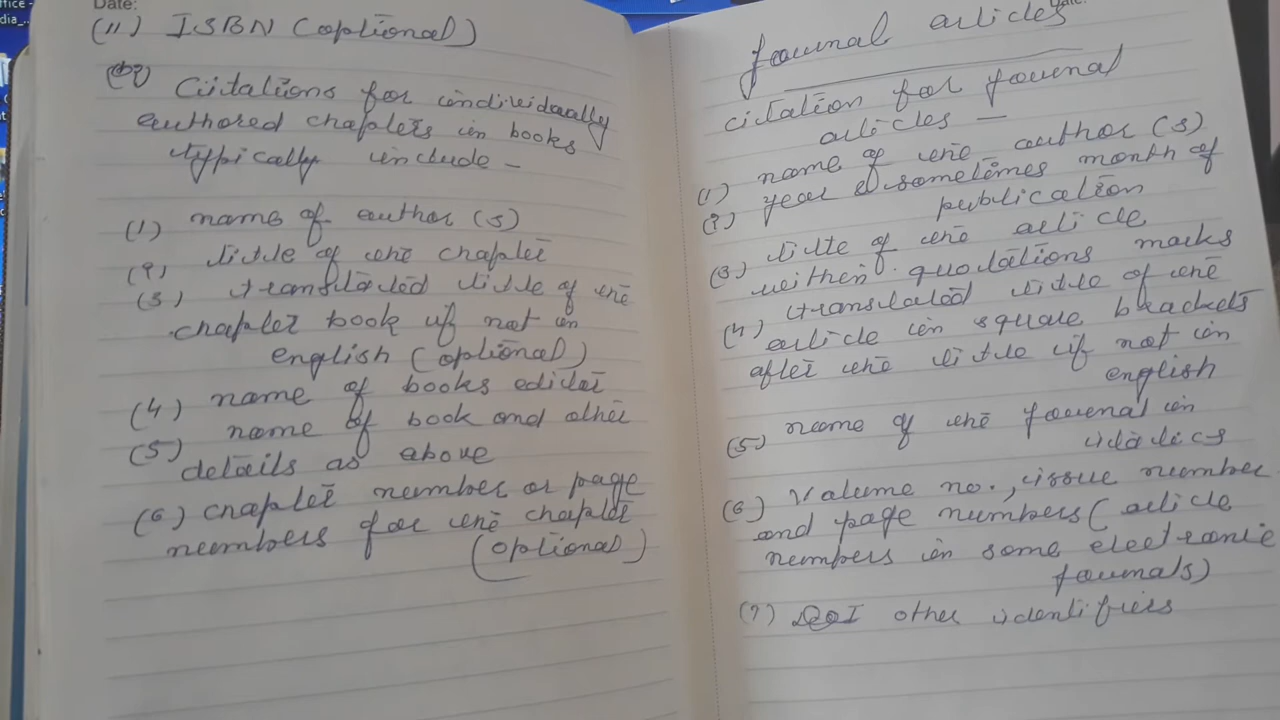 Date:
(11) ISBN (optional)
Citations for individually
authored chapters in books
typically include -
(1) name of author (s)
(2) title of the chapter
(3) translated title of the
chapter book if not in
english (optional)
(4) name of books editor
(5) name of book and other
details as above
(6) chapter number or page
numbers for the chapter
(optional)
Journal articles
citation for journal
articles -
(1) name of the author (s)
(2) year & sometimes month of
publication
(3) title of the article
within quotations marks
(4) translated title of the
article in square brackets
after the title if not in
english
(5) name of the journal in
italics
(6) Valume no., issue number
and page numbers (article
numbers in some electronic
journals)
(7) DOI other identifiers